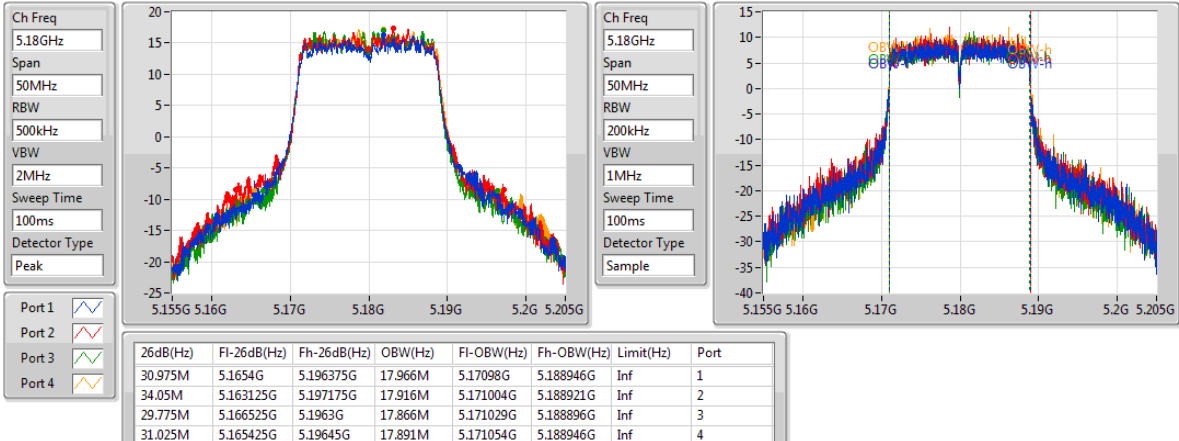 Ch Freq
5.18GHz
Span
50MHz
RBW
500kHz
VBW
2MHz
Sweep Time
100ms
Detector Type
Peak
Port 1
Port 2
Port 3
Port 4
20
15
10
5
0
-5
-10
-15
-20
-25
5.155G 5.16G 5.17G 5.18G 5.19G 5.2G 5.205G
Ch Freq
5.18GHz
Span
50MHz
RBW
200kHz
VBW
1MHz
Sweep Time
100ms
Detector Type
Sample
15
10
5
0
-5
-10
-15
-20
-25
-30
-35
-40
OBW-h
5.155G 5.16G 5.17G 5.18G 5.19G 5.2G 5.205G
26dB(Hz) Fl-26dB(Hz) Fh-26dB(Hz) OBW(Hz) Fl-OBW(Hz) Fh-OBW(Hz) Limit(Hz) Port
30.975M 5.1654G 5.196375G 17.966M 5.17098G 5.188946G Inf 1
34.05M 5.163125G 5.197175G 17.916M 5.171004G 5.188921G Inf 2
29.775M 5.166525G 5.1963G 17.866M 5.171029G 5.188896G Inf 3
31.025M 5.165425G 5.19645G 17.891M 5.171054G 5.188946G Inf 4